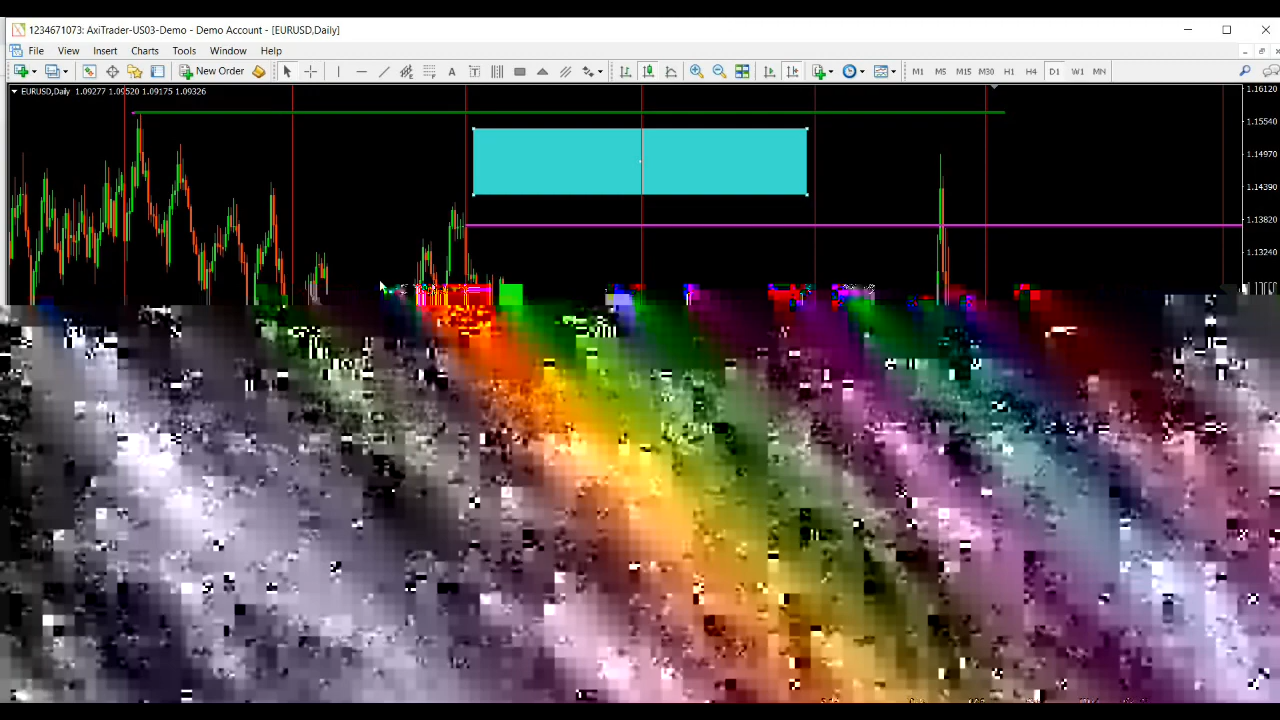 1234671073: AxiTrader-US03-Demo - Demo Account - [EURUSD,Daily]
File View Insert Charts Tools Window Help
New Order A T M1 M5 M15 M30 H1 H4 D1 W1 MN
EURUSD,Daily 1.09277 1.09520 1.09175 1.09326
1.16120
1.15540
1.14970
1.14390
1.13820
1.13240